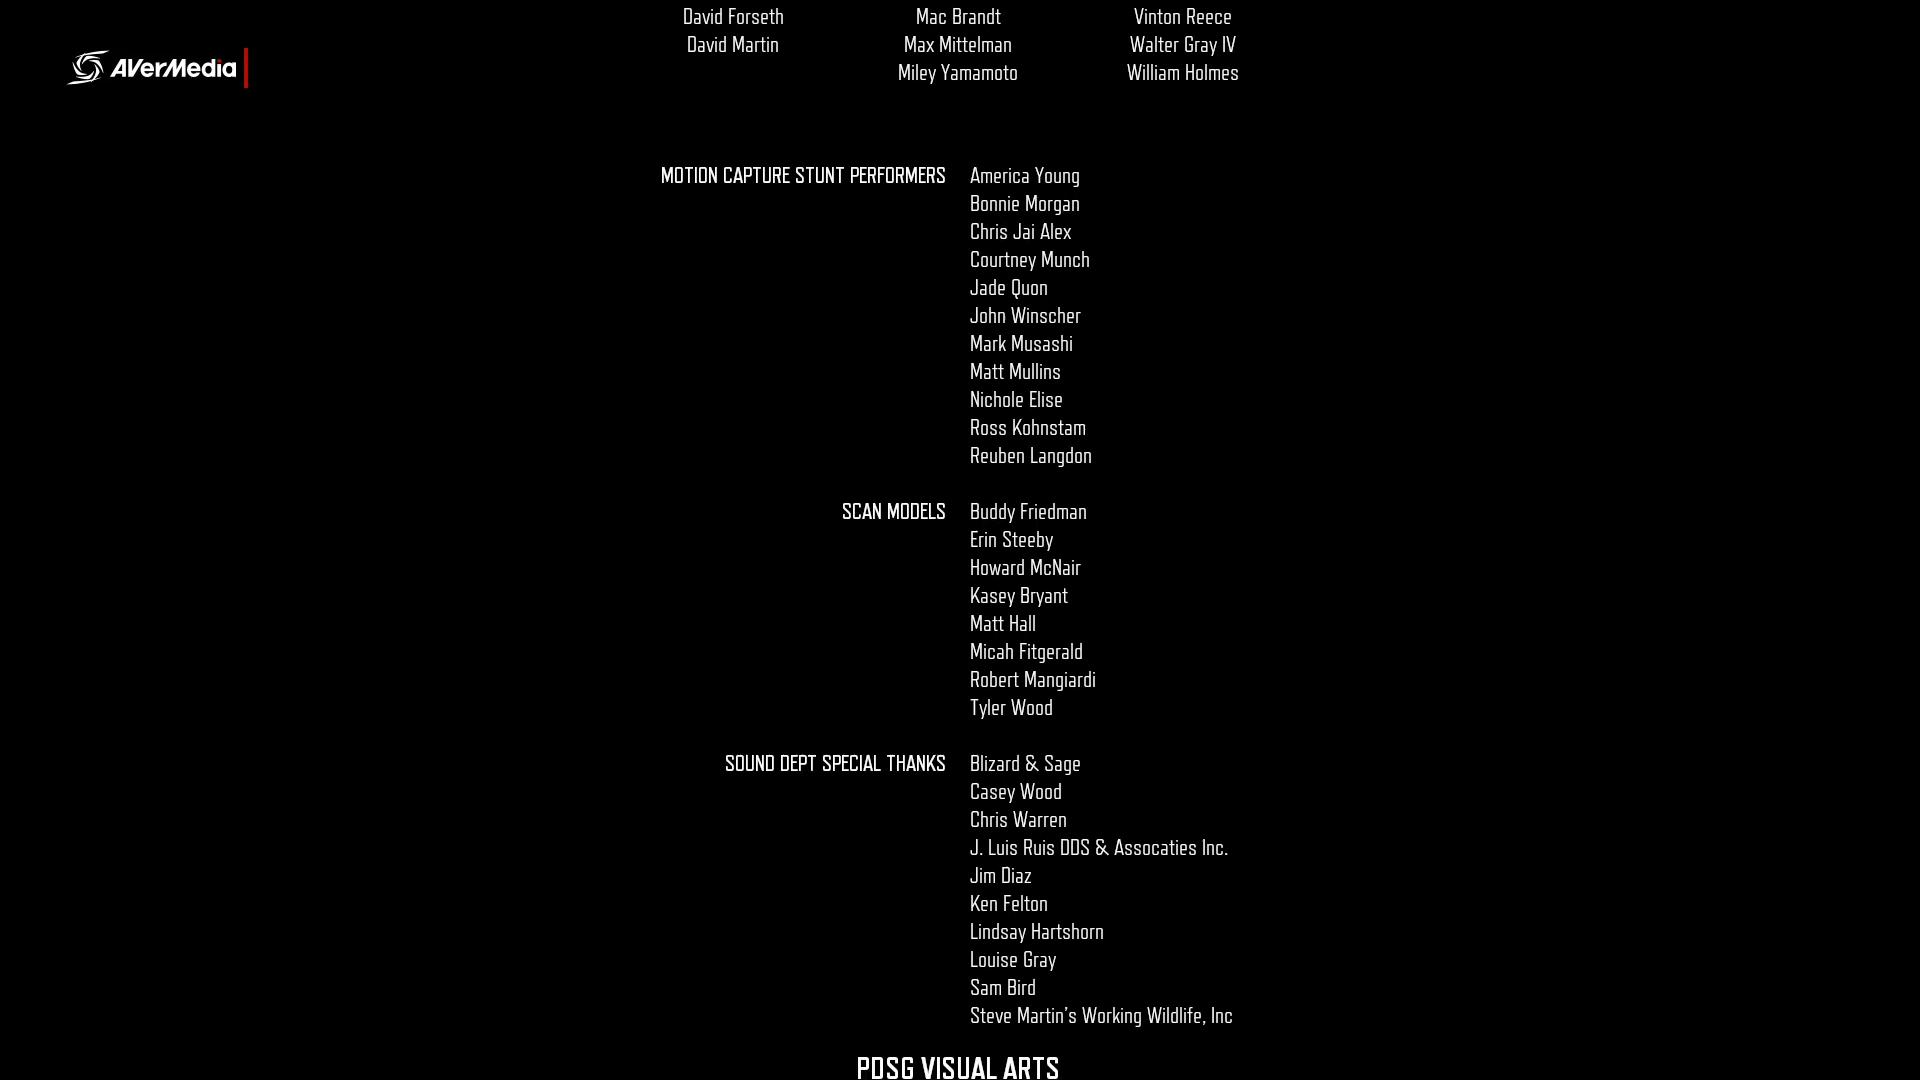 David Forseth Mac Brandt Vinton Reece
David Martin Max Mittelman Walter Gray IV
Miley Yamamoto William Holmes
AVerMedia
MOTION CAPTURE STUNT PERFORMERS America Young
Bonnie Morgan
Chris Jai Alex
Courtney Munch
Jade Quon
John Winscher
Mark Musashi
Matt Mullins
Nichole Elise
Ross Kohnstam
Reuben Langdon
SCAN MODELS Buddy Friedman
Erin Steeby
Howard McNair
Kasey Bryant
Matt Hall
Micah Fitgerald
Robert Mangiardi
Tyler Wood
SOUND DEPT SPECIAL THANKS Blizard & Sage
Casey Wood
Chris Warren
J. Luis Ruis DDS & Assocaties Inc.
Jim Diaz
Ken Felton
Lindsay Hartshorn
Louise Gray
Sam Bird
Steve Martin's Working Wildlife, Inc
PDSG VISUAL ARTS